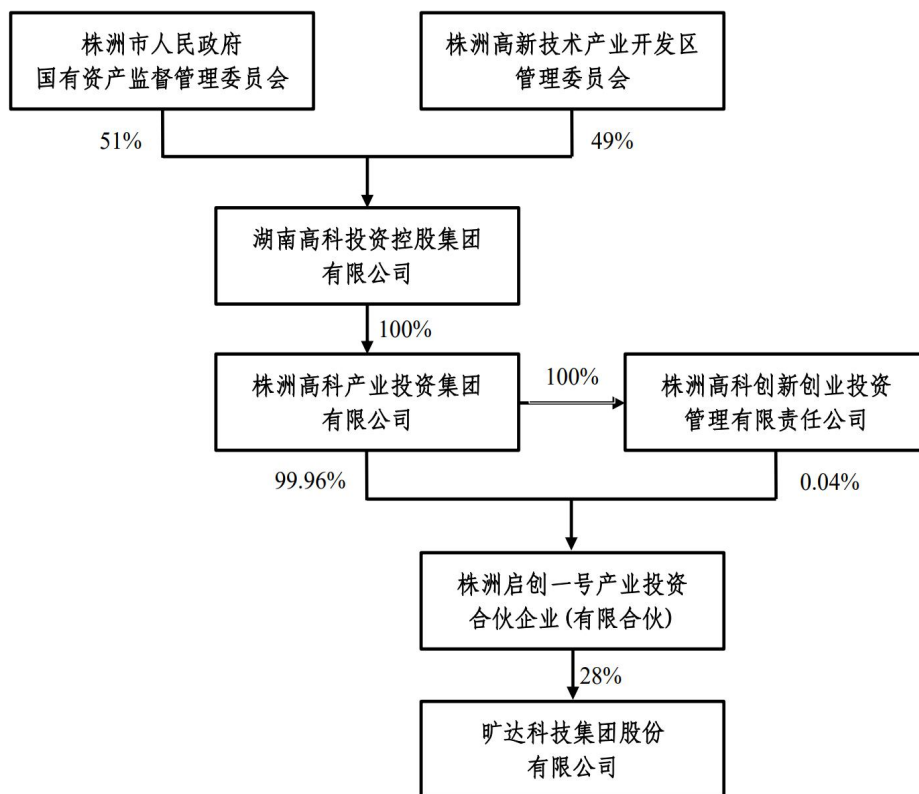 株洲市人民政府
国有资产监督管理委员会
株洲高新技术产业开发区
管理委员会
51%
49%
湖南高科投资控股集团
有限公司
100%
株洲高科产业投资集团
有限公司
100%
株洲高科创新创业投资
管理有限责任公司
99.96%
0.04%
株洲启创一号产业投资
合伙企业(有限合伙)
28%
旷达科技集团股份
有限公司